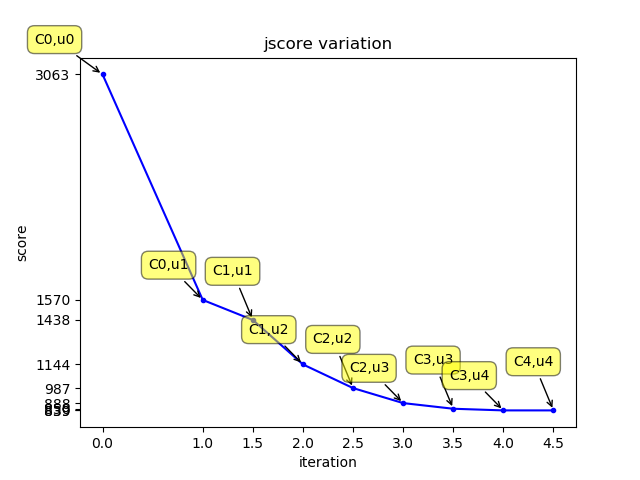 jscore variation
C0,u0
3063
C0,u1
C1,u1
1570
1438
C1,u2
C2,u2
1144
C2,u3
C3,u3
C3,u4
C4,u4
987
888
839
score
0.0 1.0 1.5 2.0 2.5 3.0 3.5 4.0 4.5
iteration